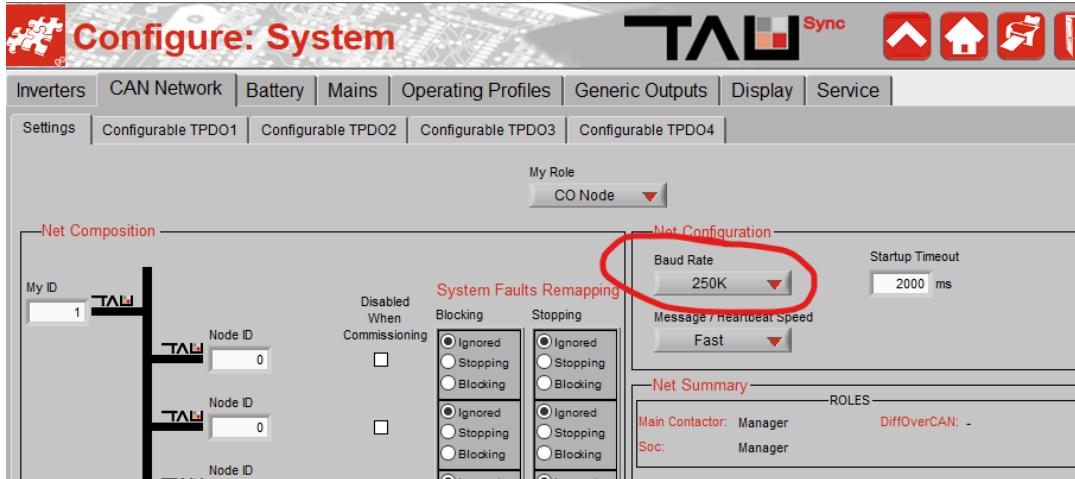 Configure: System
TAU Sync
Inverters CAN Network Battery Mains Operating Profiles Generic Outputs Display Service
Settings Configurable TPDO1 Configurable TPDO2 Configurable TPDO3 Configurable TPDO4
My Role
CO Node
Net Composition
Net Configuration
Baud Rate
250K
Startup Timeout
2000 ms
Message / Heartbeat Speed
Fast
My ID
1
TAU
Disabled
When
Commissioning
System Faults Remapping
Blocking Stopping
TAU
Node ID
0
Ignored Ignored
Stopping Stopping
Blocking Blocking
TAU
Node ID
0
Ignored Ignored
Stopping Stopping
Blocking Blocking
Node ID
Net Summary
ROLES
Main Contactor: Manager DiffOverCAN: -
Soc: Manager